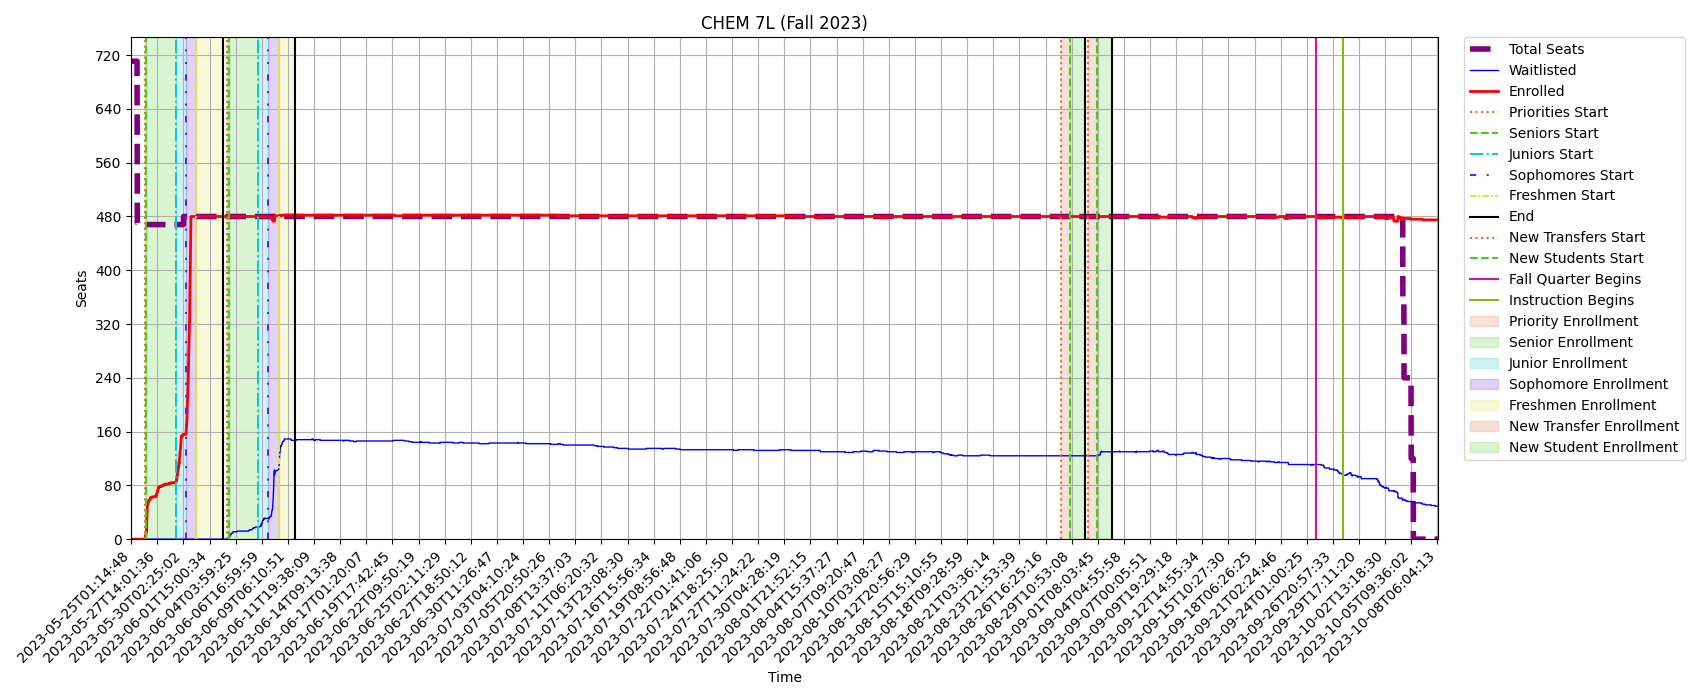 CHEM 7L (Fall 2023)
720
640
560
480
400
320
240
160
80
0
Seats
2023-05-25T01:14:48
2023-05-27T14:01:36
2023-05-30T02:25:02
2023-06-01T15:00:34
2023-06-04T03:59:25
2023-06-06T16:59:59
2023-06-09T06:10:51
2023-06-11T19:38:09
2023-06-14T09:13:38
2023-06-17T01:20:07
2023-06-19T17:42:45
2023-06-22T09:50:19
2023-06-25T02:11:29
2023-06-27T18:50:12
2023-06-30T11:26:47
2023-07-03T04:10:24
2023-07-05T20:50:26
2023-07-08T13:37:03
2023-07-11T06:20:32
2023-07-13T23:08:30
2023-07-16T15:56:34
2023-07-19T08:56:48
2023-07-22T01:41:06
2023-07-24T18:25:50
2023-07-27T11:24:22
2023-07-30T04:28:19
2023-08-01T21:52:15
2023-08-04T15:37:27
2023-08-07T09:20:47
2023-08-10T03:08:27
2023-08-12T20:56:29
2023-08-15T15:10:55
2023-08-18T09:28:59
2023-08-21T03:36:14
2023-08-23T21:53:39
2023-08-26T16:25:16
2023-08-29T10:53:08
2023-09-01T08:03:45
2023-09-04T04:55:58
2023-09-07T00:05:51
2023-09-09T19:29:18
2023-09-12T14:55:34
2023-09-15T10:27:30
2023-09-18T06:26:25
2023-09-21T02:24:46
2023-09-24T01:00:25
2023-09-26T20:57:33
2023-09-29T17:11:20
2023-10-02T13:18:30
2023-10-05T09:36:02
2023-10-08T06:04:13
Time
Total Seats
Waitlisted
Enrolled
Priorities Start
Seniors Start
Juniors Start
Sophomores Start
Freshmen Start
End
New Transfers Start
New Students Start
Fall Quarter Begins
Instruction Begins
Priority Enrollment
Senior Enrollment
Junior Enrollment
Sophomore Enrollment
Freshmen Enrollment
New Transfer Enrollment
New Student Enrollment